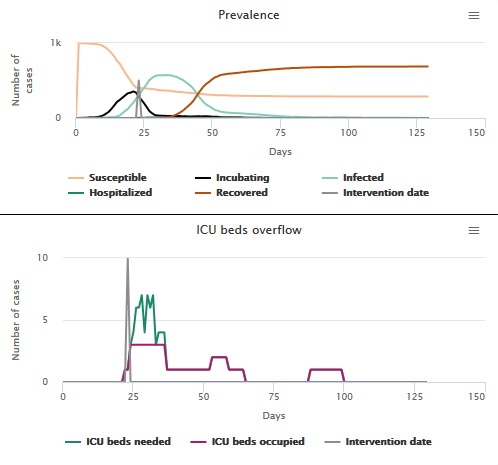 Prevalence
1k
0
Number of
cases
0 25 50 75 100 125 150
Days
Susceptible Incubating Infected
Hospitalized Recovered Intervention date
ICU beds overflow
10
5
0
Number of cases
0 25 50 75 100 125 150
Days
ICU beds needed ICU beds occupied Intervention date